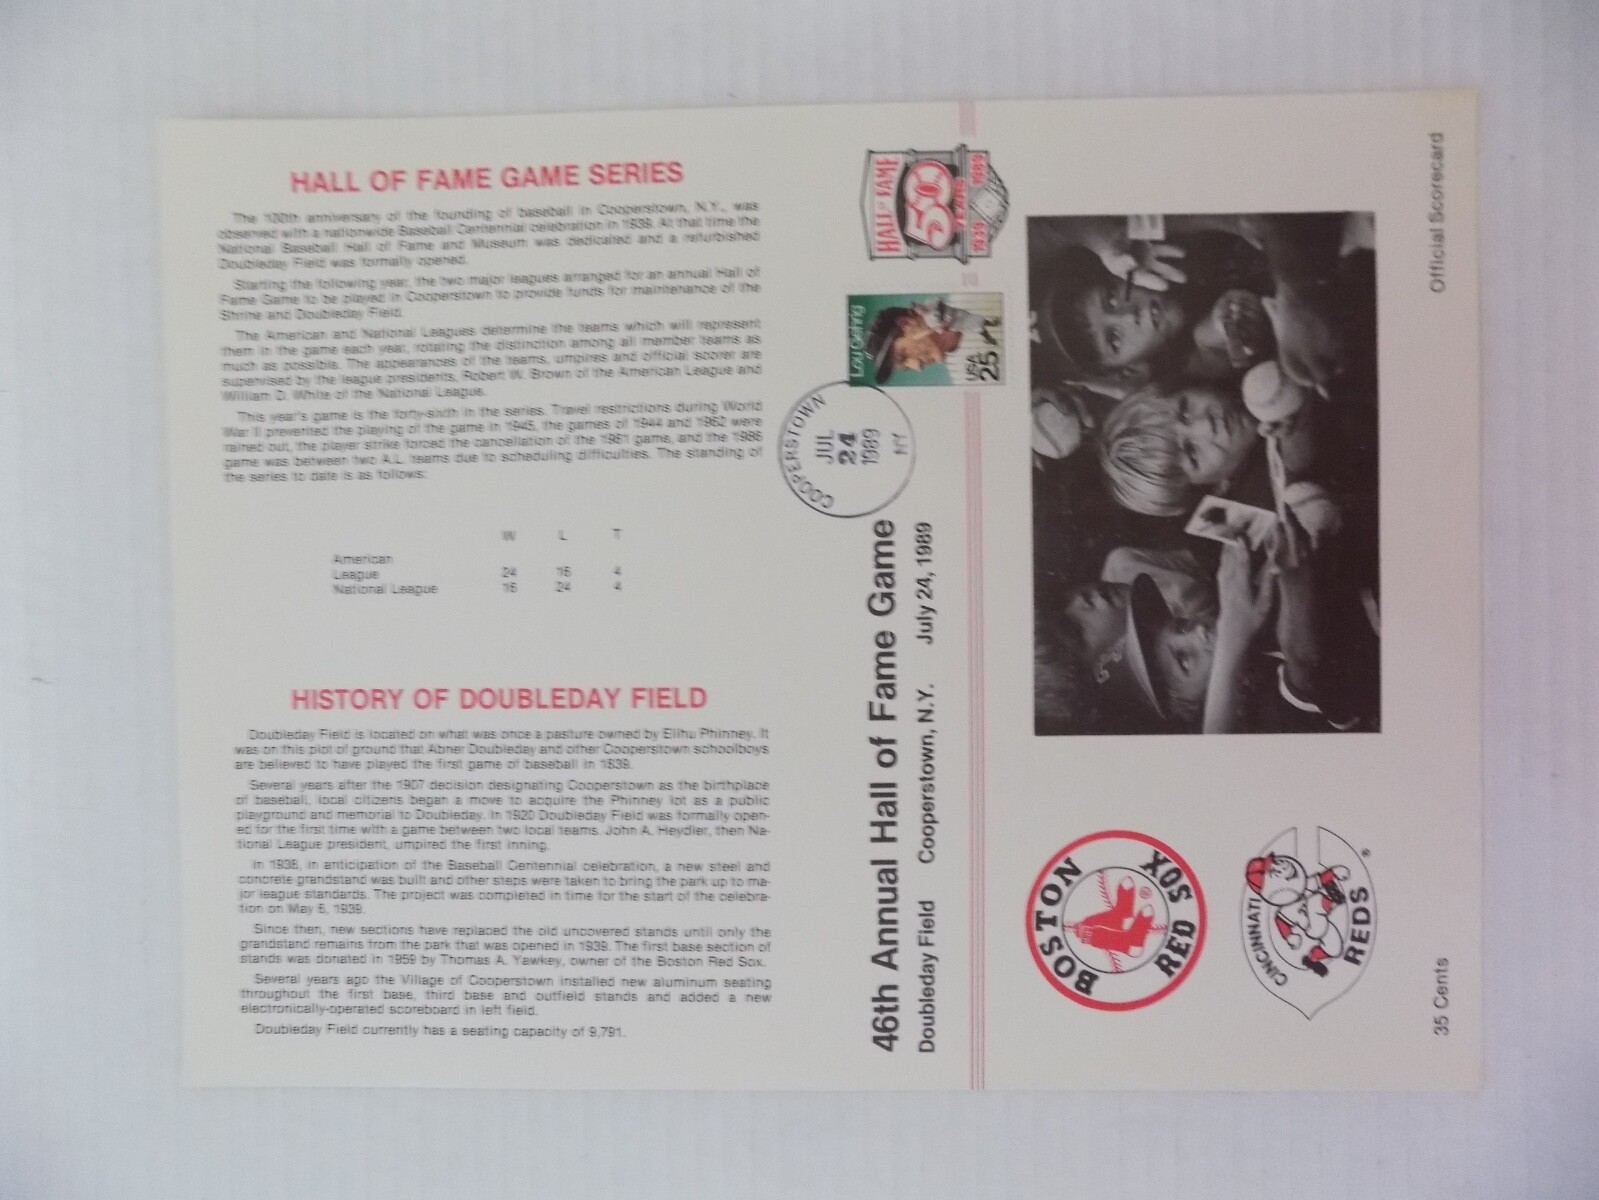 HALL OF FAME GAME SERIES
The 100th anniversary of the founding of baseball in Cooperstown, N.Y., was
observed with a nationwide Baseball Centennial celebration in 1939. At that time the
National Baseball Hall of Fame and Museum was dedicated and a refurbished
Doubleday Field was formally opened.
Starting the following year, the two major leagues arranged for an annual Hall of
Fame Game to be played in Cooperstown to provide funds for maintenance of the
Shrine and Doubleday Field.
The American and National Leagues determine the teams which will represent
them in the game each year, rotating the distinction among all member teams as
much as possible. The appearances of the teams, umpires and official scorer are
supervised by the league presidents, Robert W. Brown of the American League and
William D. White of the National League.
This year's game is the forty-sixth in the series. Travel restrictions during World
War II prevented the playing of the game in 1945, the games of 1944 and 1962 were
rained out, the player strike forced the cancellation of the 1981 game, and the 1986
game was between two A.L. teams due to scheduling difficulties. The standing of
the series to date is as follows:
W L T
American
League 24 16 4
National League 16 24 4
HISTORY OF DOUBLEDAY FIELD
Doubleday Field is located on what was once a pasture owned by Elihu Phinney. It
was on this plot of ground that Abner Doubleday and other Cooperstown schoolboys
are believed to have played the first game of baseball in 1839.
Several years after the 1907 decision designating Cooperstown as the birthplace
of baseball, local citizens began a move to acquire the Phinney lot as a public
playground and memorial to Doubleday. In 1920 Doubleday Field was formally open-
ed for the first time with a game between two local teams. John A. Heydler, then Na-
tional League president, umpired the first inning.
In 1938, in anticipation of the Baseball Centennial celebration, a new steel and
concrete grandstand was built and other steps were taken to bring the park up to ma-
jor league standards. The project was completed in time for the start of the celebra-
tion on May 6, 1939.
Since then, new sections have replaced the old uncovered stands until only the
grandstand remains from the park that was opened in 1939. The first base section of
stands was donated in 1959 by Thomas A. Yawkey, owner of the Boston Red Sox.
Several years ago the Village of Cooperstown installed new aluminum seating
throughout the first base, third base and outfield stands and added a new
electronically-operated scoreboard in left field.
Doubleday Field currently has a seating capacity of 9,791.
46th Annual Hall of Fame Game
Doubleday Field Cooperstown, N.Y. July 24, 1989
COOPERSTOWN
JUL
24
1989
NY
Lou Gehrig
USA
25
HALL OF FAME
50
YEARS
1939 1989
BOSTON
RED SOX
®
CINCINNATI
REDS
®
35 Cents
Official Scorecard